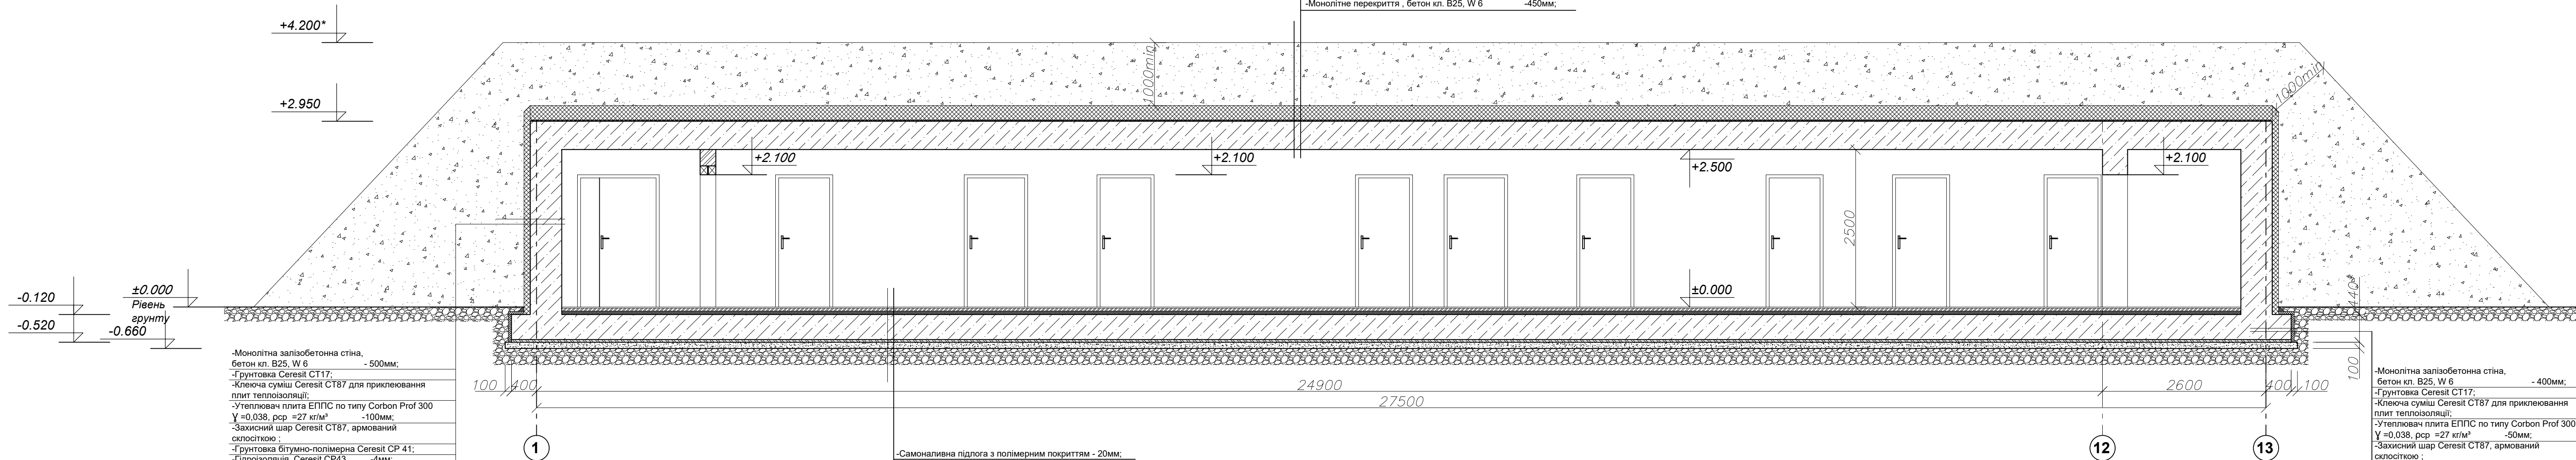 -Монолітне перекриття , бетон кл. В25, W 6 -450мм;
+4.200*
+2.950
1000min
1000min
+2.100
+2.100
+2.500
+2.100
2500
±0.000
-0.120
±0.000
Рівень
грунту
-0.520
-0.660
-Монолітна залізобетонна стіна,
бетон кл. В25, W 6 - 500мм;
-Грунтовка Ceresit CT17;
-Клеюча суміш Ceresit CT87 для приклеювання
плит теплоізоляції;
-Утеплювач плита ЕППС по типу Corbon Prof 300
γ =0,038, ρср =27 кг/м³ -100мм;
-Захисний шар Ceresit CT87, армований
склосіткою ;
-Грунтовка бітумно-полімерна Ceresit CP 41;
-Гідроізоляція Ceresit CP43 -4мм;
100
400
24900
2600
400
100
27500
100
1
12
13
-Самоналивна підлога з полімерним покриттям - 20мм;
-Монолітна залізобетонна стіна,
бетон кл. В25, W 6 - 400мм;
-Грунтовка Ceresit CT17;
-Клеюча суміш Ceresit CT87 для приклеювання
плит теплоізоляції;
-Утеплювач плита ЕППС по типу Corbon Prof 300
γ =0,038, ρср =27 кг/м³ -50мм;
-Захисний шар Ceresit CT87, армований
склосіткою ;